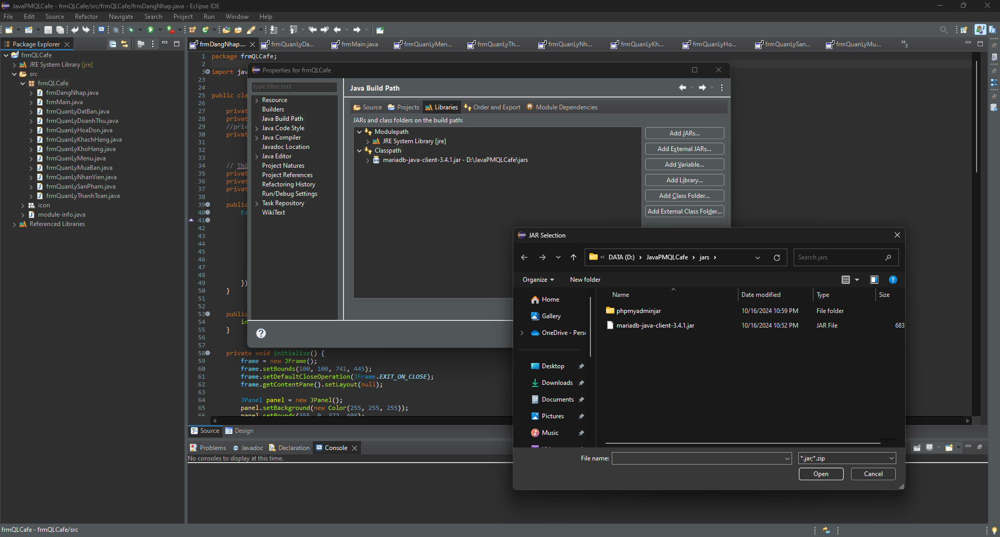 JavaPMQLCafe - frmQLCafe/src/frmQLCafe/frmDangNhap.java - Eclipse IDE
File Edit Source Refactor Navigate Search Project Run Window Help
Package Explorer
frmQLCafe
JRE System Library [jre]
src
frmQLCafe
frmDangNhap.java
frmMain.java
frmQuanLyDatBan.java
frmQuanLyDoanhThu.java
frmQuanLyHoaDon.java
frmQuanLyKhachHang.java
frmQuanLyKhoHang.java
frmQuanLyMenu.java
frmQuanLyMuaBan.java
frmQuanLyNhanVien.java
frmQuanLySanPham.java
frmQuanLyThanhToan.java
icon
module-info.java
Referenced Libraries
frmDangNhap.... frmQuanLyDa... frmMain.java frmQuanLyMen... frmQuanLyTh... frmQuanLyNh... frmQuanLyKh... frmQuanLyHo... frmQuanLySan... frmQuanLyMu... »3
1 package frmQLCafe;
2
3 import jav
23
24
25 public cla
26
27 privat
28 privat
29 //priv
30 privat
31
32
33
34 // Thô
35 privat
36 privat
37 privat
38
39 public
40 Ev
41
42
43
44
45
46
47
48
49 })
50 }
51
52
53 public
54 in
55 }
56
57
58 private void initialize() {
59 frame = new JFrame();
60 frame.setBounds(100, 100, 741, 445);
61 frame.setDefaultCloseOperation(JFrame.EXIT_ON_CLOSE);
62 frame.getContentPane().setLayout(null);
63
64 JPanel panel = new JPanel();
65 panel.setBackground(new Color(255, 255, 255));
66 panel.setBounds(355, 0, 372, 408);
Source Design
Problems Javadoc Declaration Console
No consoles to display at this time.
Properties for frmQLCafe
type filter text
Resource
Builders
Java Build Path
Java Code Style
Java Compiler
Javadoc Location
Java Editor
Project Natures
Project References
Refactoring History
Run/Debug Settings
Task Repository
WikiText
Java Build Path
Source Projects Libraries Order and Export Module Dependencies
JARs and class folders on the build path:
Modulepath
JRE System Library [jre]
Classpath
mariadb-java-client-3.4.1.jar - D:\JavaPMQLCafe\jars
Add JARs...
Add External JARs...
Add Variable...
Add Library...
Add Class Folder...
Add External Class Folder...
JAR Selection
« DATA (D:) › JavaPMQLCafe › jars ›
Search jars
Organize New folder
Home
Gallery
OneDrive - Pers
Desktop
Downloads
Documents
Pictures
Music
Name Date modified Type Size
phpmyadminjar 10/16/2024 10:59 PM File folder
mariadb-java-client-3.4.1.jar 10/16/2024 10:52 PM JAR File 683
File name:
*.jar;*.zip
Open Cancel
frmQLCafe - frmQLCafe/src